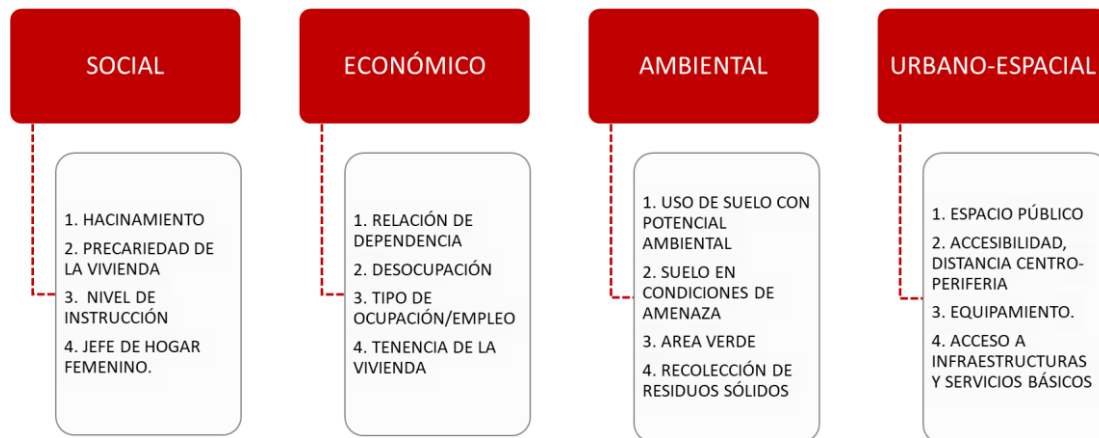 SOCIAL
1. HACINAMIENTO
2. PRECARIEDAD DE
LA VIVIENDA
3. NIVEL DE
INSTRUCCIÓN
4. JEFE DE HOGAR
FEMENINO.
ECONÓMICO
1. RELACIÓN DE
DEPENDENCIA
2. DESOCUPACIÓN
3. TIPO DE
OCUPACIÓN/EMPLEO
4. TENENCIA DE LA
VIVIENDA
AMBIENTAL
1. USO DE SUELO CON
POTENCIAL
AMBIENTAL
2. SUELO EN
CONDICIONES DE
AMENAZA
3. AREA VERDE
4. RECOLECCIÓN DE
RESIDUOS SÓLIDOS
URBANO-ESPACIAL
1. ESPACIO PÚBLICO
2. ACCESIBILIDAD,
DISTANCIA CENTRO-
PERIFERIA
3. EQUIPAMIENTO.
4. ACCESO A
INFRAESTRUCTURAS
Y SERVICIOS BÁSICOS